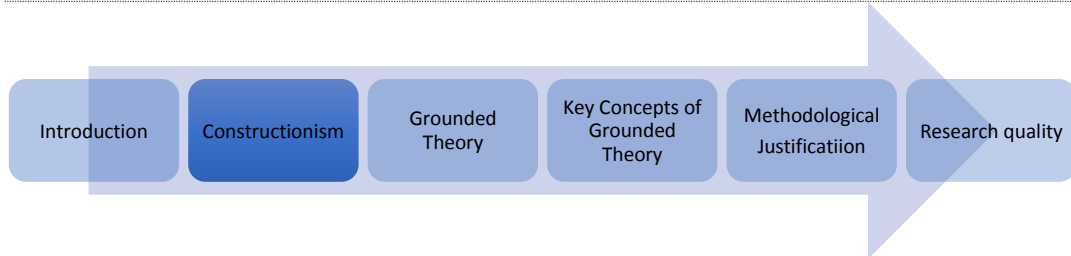 Introduction
Constructionism
Grounded
Theory
Key Concepts of
Grounded
Theory
Methodological
Justificatiion
Research quality